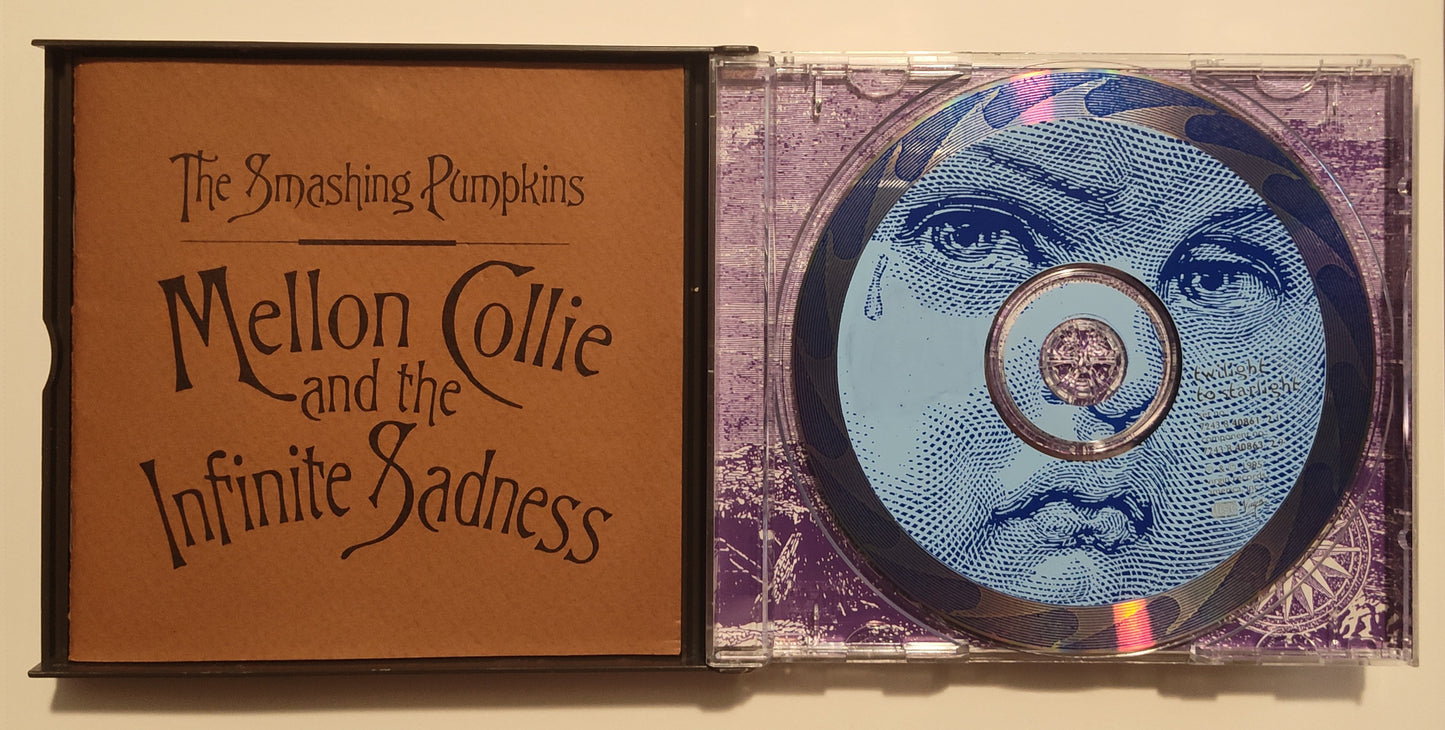 The Smashing Pumpkins
Mellon Collie
and the
Infinite Sadness
twilight
to starlight